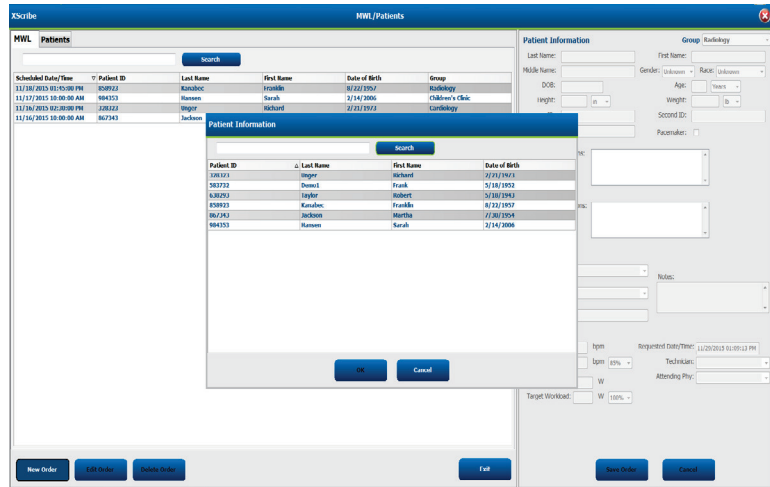 XScribe MWL/Patients
MWL Patients
Search
Scheduled Date/Time Patient ID Last Name First Name Date of Birth Group
11/18/2015 01:45:00 PM 858923 Kanabec Franklin 8/22/1957 Radiology
11/17/2015 10:00:00 AM 984353 Hansen Sarah 2/14/2006 Children's Clinic
11/16/2015 02:30:00 PM 328323 Unger Richard 2/21/1973 Cardiology
11/16/2015 10:00:00 AM 867343 Jackson
Patient Information
Search
Patient ID Last Name First Name Date of Birth
328323 Unger Richard 2/21/1973
583732 Demo1 Frank 5/18/1952
630293 Taylor Robert 5/18/1943
858923 Kanabec Franklin 8/22/1957
867343 Jackson Martha 7/30/1954
984353 Hansen Sarah 2/14/2006
OK Cancel
New Order Edit Order Delete Order Exit
Patient Information Group Radiology
Last Name: First Name:
Middle Name: Gender: Unknown Race: Unknown
DOB: Age: Years
Height: in Weight: lb
Second ID:
Pacemaker:
Notes:
bpm Requested Date/Time: 11/29/2015 01:09:13 PM
bpm 85% Technician:
W Attending Phy:
Target Workload: W 100%
Save Order Cancel